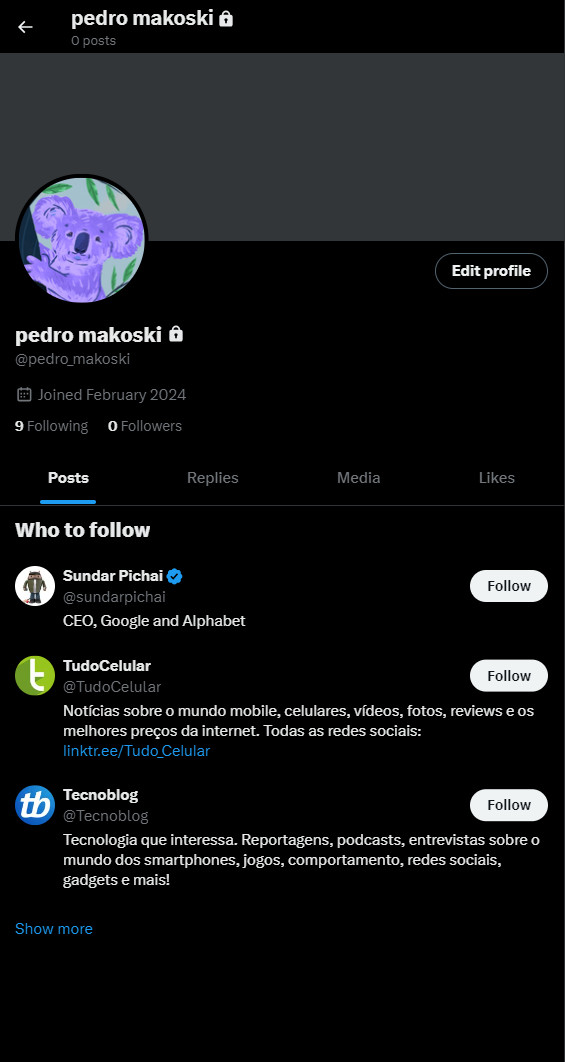 pedro makoski
0 posts
Edit profile
pedro makoski
@pedro_makoski
Joined February 2024
9 Following 0 Followers
Posts Replies Media Likes
Who to follow
Sundar Pichai
@sundarpichai
Follow
CEO, Google and Alphabet
TudoCelular
@TudoCelular
Follow
Notícias sobre o mundo mobile, celulares, vídeos, fotos, reviews e os
melhores preços da internet. Todas as redes sociais:
linktr.ee/Tudo_Celular
tb
Tecnoblog
@Tecnoblog
Follow
Tecnologia que interessa. Reportagens, podcasts, entrevistas sobre o
mundo dos smartphones, jogos, comportamento, redes sociais,
gadgets e mais!
Show more